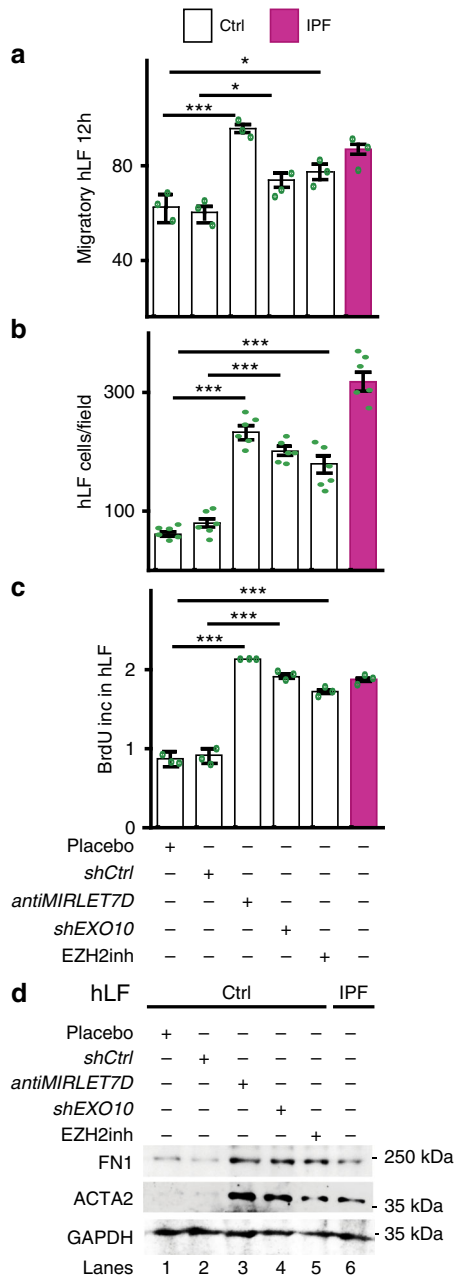 Ctrl IPF
a
Migratory hLF 12h
80
40
*
*
***
b
hLF cells/field
300
100
***
***
***
c
BrdU inc in hLF
2
1
0
***
***
***
Placebo + – – – – –
shCtrl – + – – – –
antiMIRLET7D – – + – – –
shEXO10 – – – + – –
EZH2inh – – – – + –
d hLF Ctrl IPF
Placebo + – – – – –
shCtrl – + – – – –
antiMIRLET7D – – + – – –
shEXO10 – – – + – –
EZH2inh – – – – + –
FN1 - 250 kDa
ACTA2 - 35 kDa
GAPDH - 35 kDa
Lanes 1 2 3 4 5 6